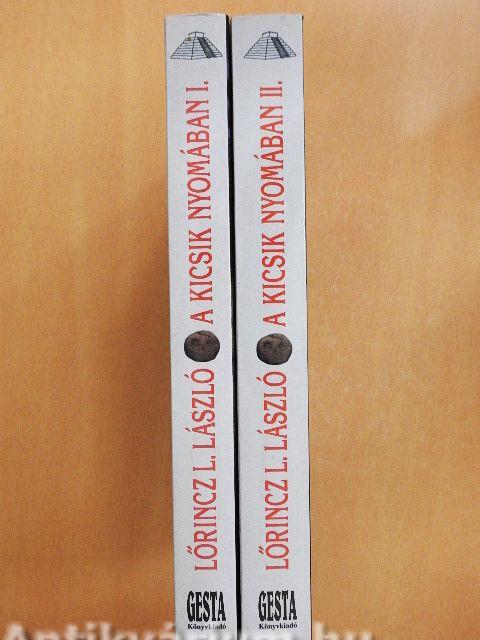 LŐRINCZ L. LÁSZLÓ A KICSIK NYOMÁBAN I.
GESTA
Könyvkiadó
LŐRINCZ L. LÁSZLÓ A KICSIK NYOMÁBAN II.
GESTA
Könyvkiadó